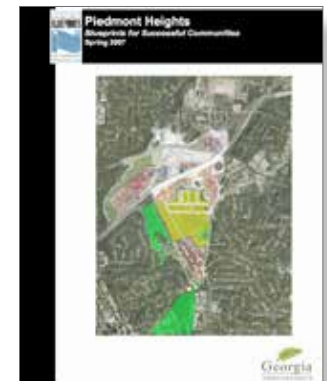 Piedmont Heights
Blueprints for Successful Communities
Spring 2007
Georgia